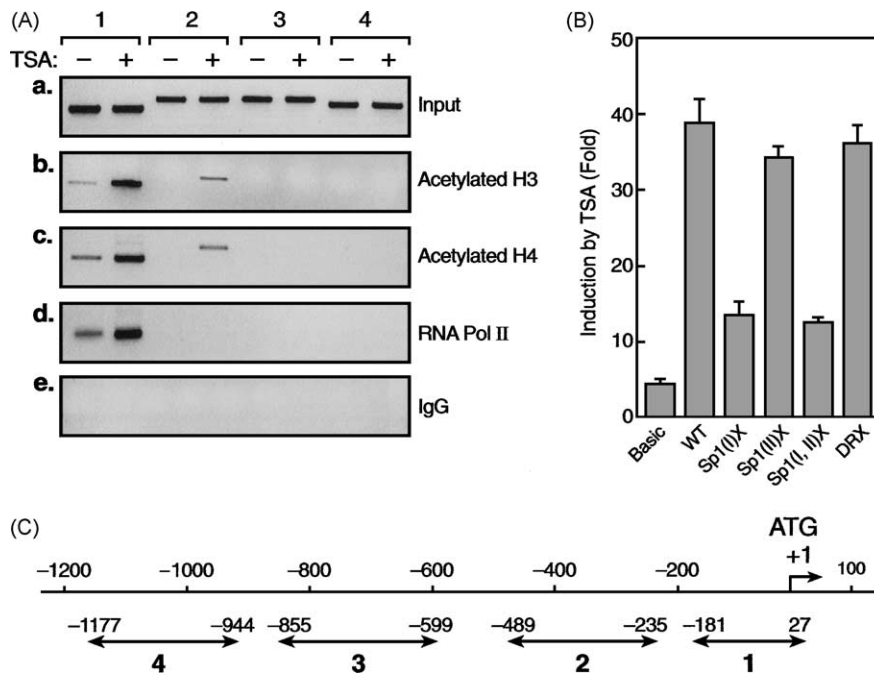 (A)
1 2 3 4
TSA: – + – + – + – +
a. Input
b. Acetylated H3
c. Acetylated H4
d. RNA Pol II
e. IgG
(B)
Induction by TSA (Fold)
50
40
30
20
10
0
Basic WT Sp1(I)X Sp1(II)X Sp1(I, II)X DRX
(C)
ATG
+1
–1200 –1000 –800 –600 –400 –200 100
–1177 –944 –855 –599 –489 –235 –181 27
4 3 2 1